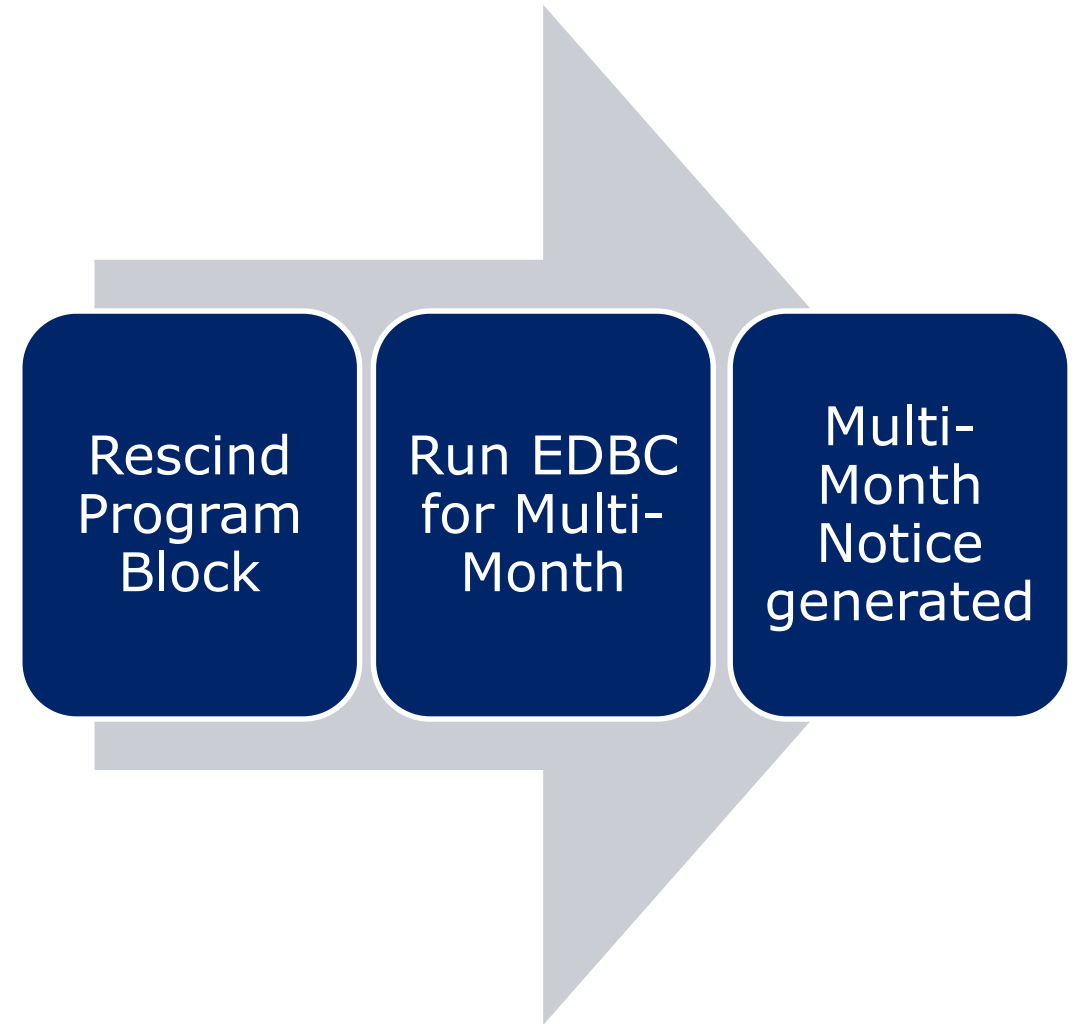 Rescind
Program
Block
Run EDBC
for Multi-
Month
Multi-
Month
Notice
generated